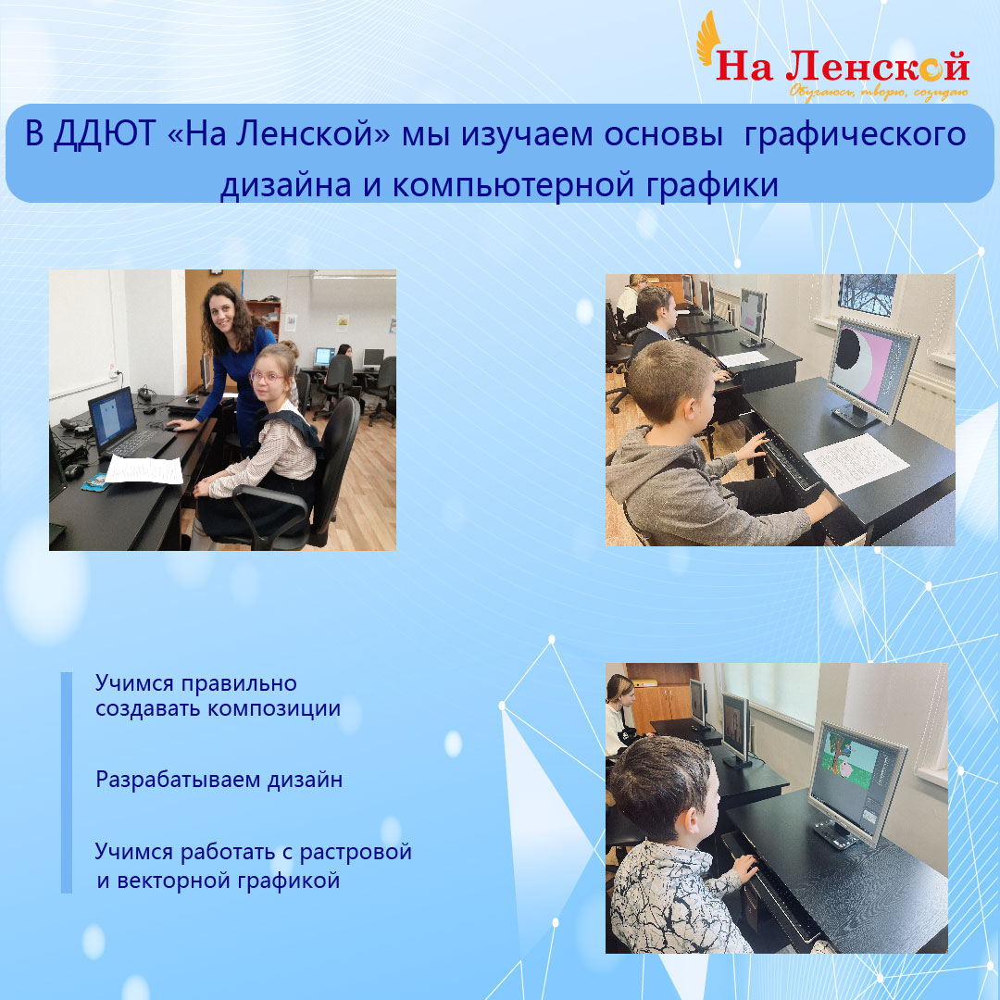 На Ленской
Обучаюсь, творю, созидаю
В ДДЮТ «На Ленской» мы изучаем основы графического
дизайна и компьютерной графики
Учимся правильно
создавать композиции
Разрабатываем дизайн
Учимся работать с растровой
и векторной графикой